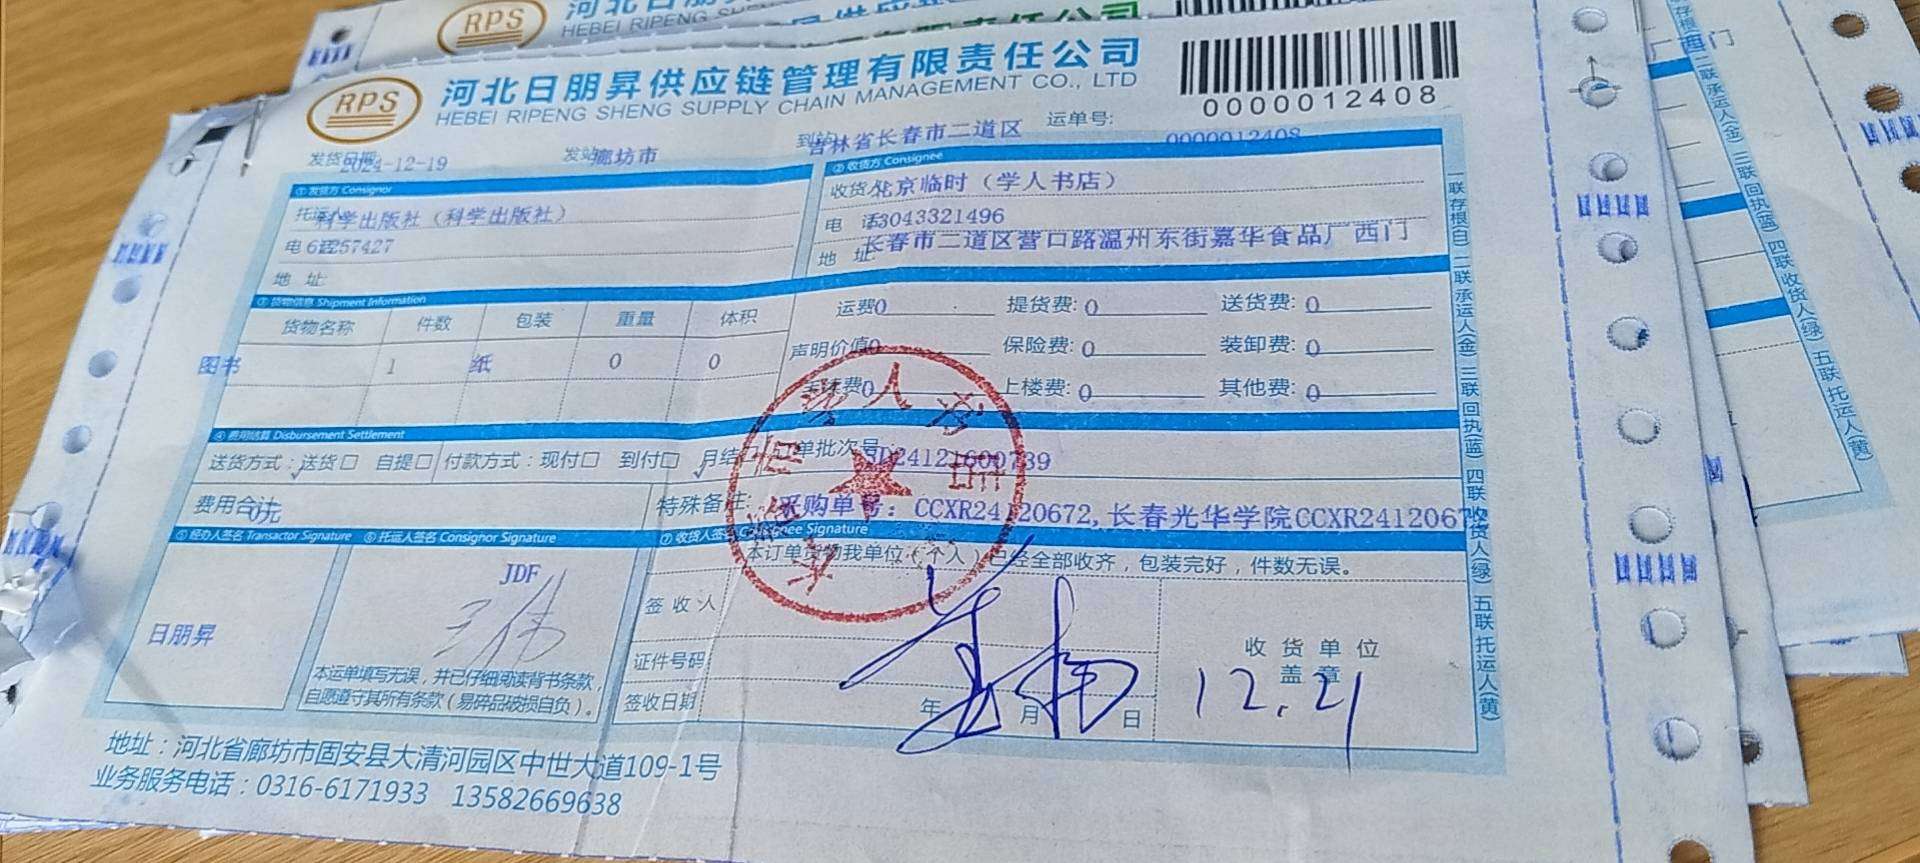 RPS
河北日朋昇供应链管理有限责任公司
HEBEI RIPENG SHENG SUPPLY CHAIN MANAGEMENT CO., LTD
0000012408
发货日期 2024-12-19 发站 廊坊市 到站 吉林省长春市二道区 运单号: 0000012408
①发货方 Consignor
托运人 科学出版社（科学出版社）
电话
地 址
②收货方 Consignee
收货人 北京临时（学人书店）
电 话 13043321496
地 址 长春市二道区营口路温州东街嘉华食品厂西门
③货物信息 Shipment Information
货物名称 件数 包装 重量 体积
图书 1 纸 0 0
运费 0 提货费: 0 送货费: 0
声明价值 0 保险费: 0 装卸费: 0
费 0 上楼费: 0 其他费: 0
④费用结算 Disbursement Settlement
送货方式：送货□ 自提□ 付款方式：现付□ 到付□ 月结□ 订单批次号:
JD24121600739
费用合计 0元
特殊备注: 采购单号：CCXR24120672,长春光华学院CCXR2412067
⑤经办人签名 Transactor Signature
日朋昇
⑥托运人签名 Consignor Signature
JDF
本运单填写无误，并已仔细阅读背书条款，
自愿遵守其所有条款（易碎品破损自负）。
⑦收货人签名 Consignee Signature
本订单货物我单位（个人）已经全部收齐，包装完好，件数无误。
签 收 人
证件号码
签收日期 年 月 日
收 货 单 位
盖 章
12.21
一联存根(白) 二联承运人(金) 三联回执(蓝) 四联收货人(绿) 五联托运人(黄)
地址：河北省廊坊市固安县大清河园区中世大道109-1号
业务服务电话：0316-6171933 13582669638